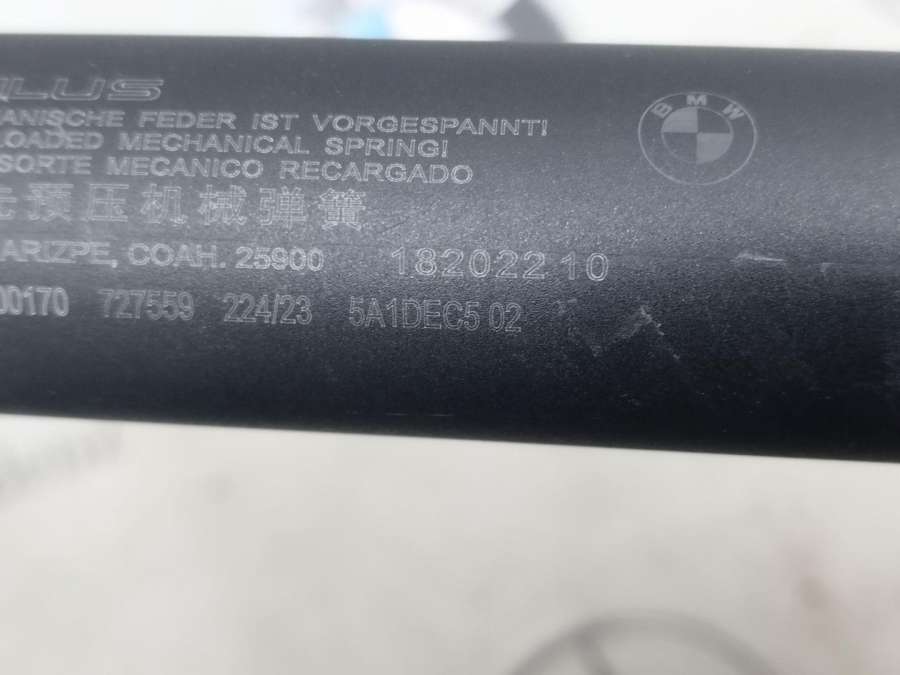 ILUS
ANISCHE FEDER IST VORGESPANNT!
LOADED MECHANICAL SPRING!
SORTE MECANICO RECARGADO
预压机械弹簧
ARIZPE, COAH. 25900 18202210
00170 727559 224/23 5A1DEC5 02
BMW